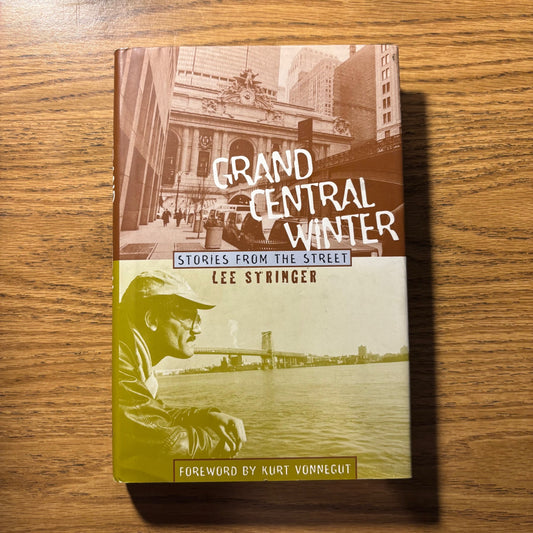 GRAND
CENTRAL
WINTER
STORIES FROM THE STREET
LEE STRINGER
FOREWORD BY KURT VONNEGUT